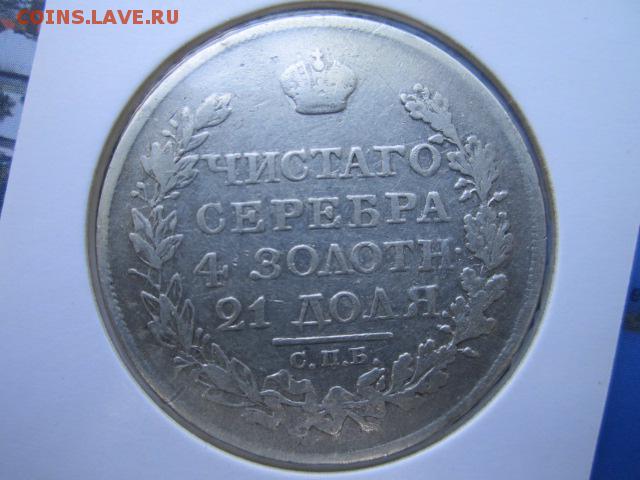 COINS.LAVE.RU
ЧИСТАГО
СЕРЕБРА
4 ЗОЛОТН.
21 ДОЛЯ.
С.П.Б.